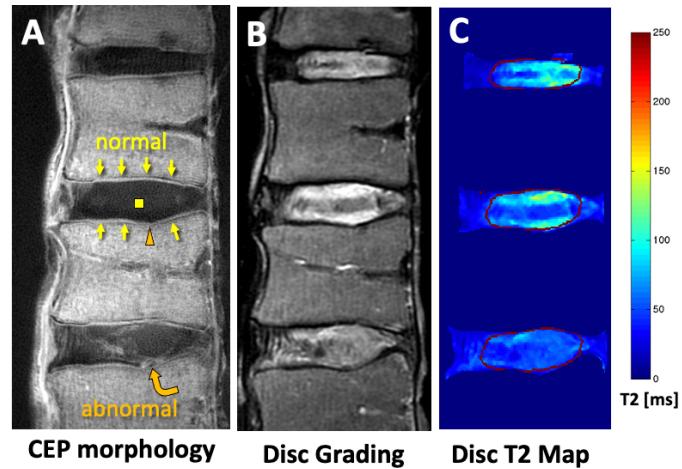 A
B
C
normal
abnormal
250
200
150
100
50
0
T2 [ms]
CEP morphology
Disc Grading
Disc T2 Map